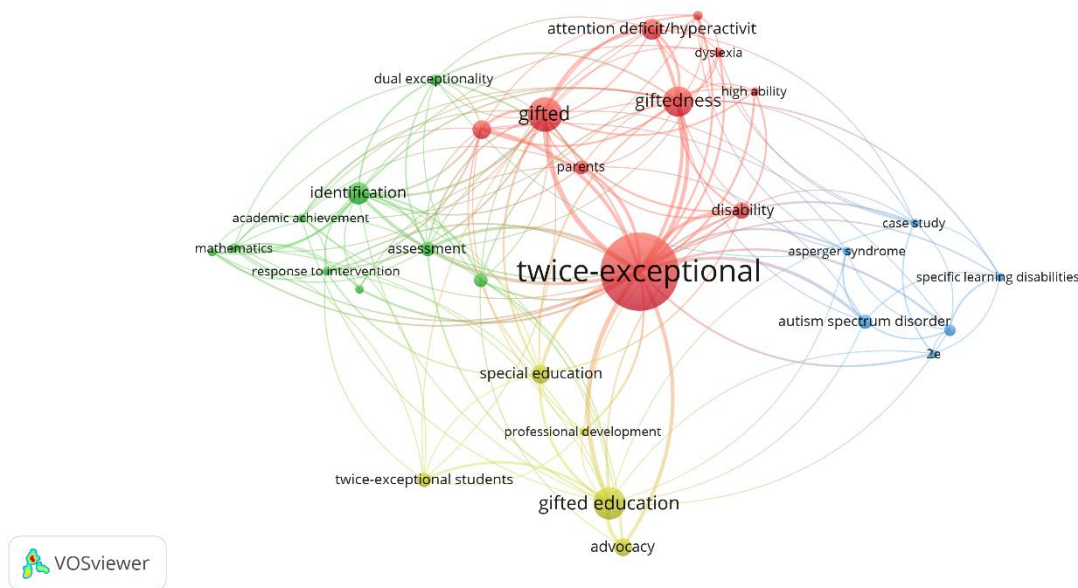 attention deficit/hyperactivit
dyslexia
dual exceptionality
high ability
giftedness
gifted
parents
identification
disability
academic achievement
case study
mathematics
assessment
asperger syndrome
response to intervention
twice-exceptional
specific learning disabilities
autism spectrum disorder
2e
special education
professional development
twice-exceptional students
gifted education
advocacy
VOSviewer